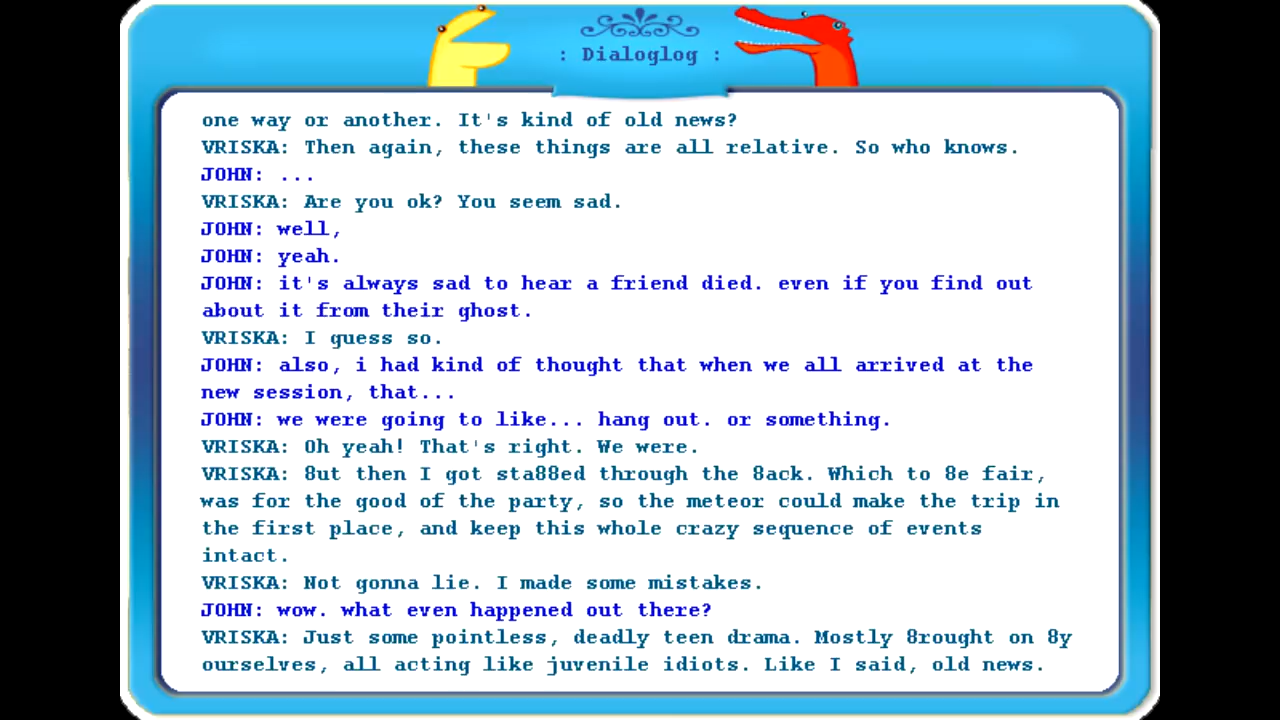 : Dialoglog :
one way or another. It's kind of old news?
VRISKA: Then again, these things are all relative. So who knows.
JOHN: ...
VRISKA: Are you ok? You seem sad.
JOHN: well,
JOHN: yeah.
JOHN: it's always sad to hear a friend died. even if you find out
about it from their ghost.
VRISKA: I guess so.
JOHN: also, i had kind of thought that when we all arrived at the
new session, that...
JOHN: we were going to like... hang out. or something.
VRISKA: Oh yeah! That's right. We were.
VRISKA: 8ut then I got sta88ed through the 8ack. Which to 8e fair,
was for the good of the party, so the meteor could make the trip in
the first place, and keep this whole crazy sequence of events
intact.
VRISKA: Not gonna lie. I made some mistakes.
JOHN: wow. what even happened out there?
VRISKA: Just some pointless, deadly teen drama. Mostly 8rought on 8y
ourselves, all acting like juvenile idiots. Like I said, old news.